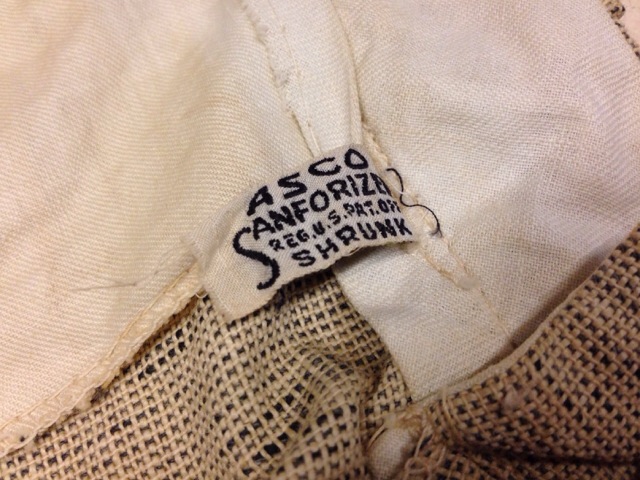 ASCO
SANFORIZED
REG.U.S.PAT.OFF
SHRUNK